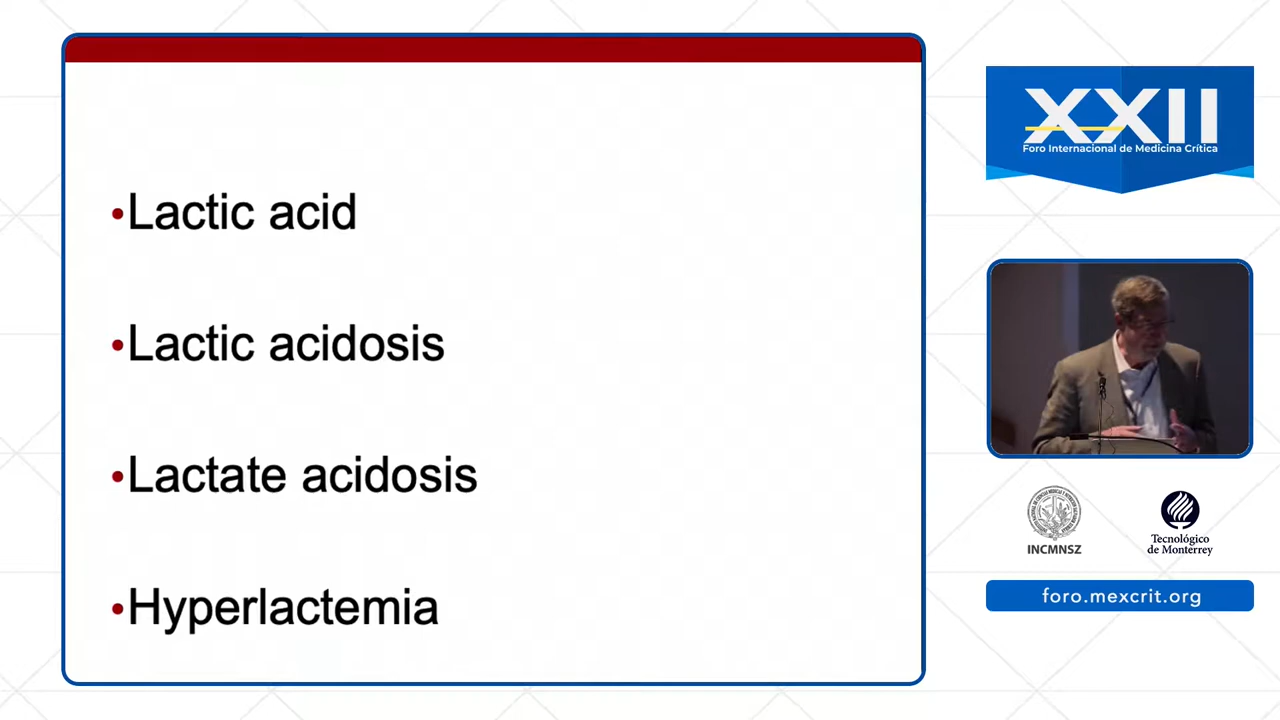 •Lactic acid
•Lactic acidosis
•Lactate acidosis
•Hyperlactemia
XXII
Foro Internacional de Medicina Crítica
INCMNSZ
Tecnológico
de Monterrey
foro.mexcrit.org